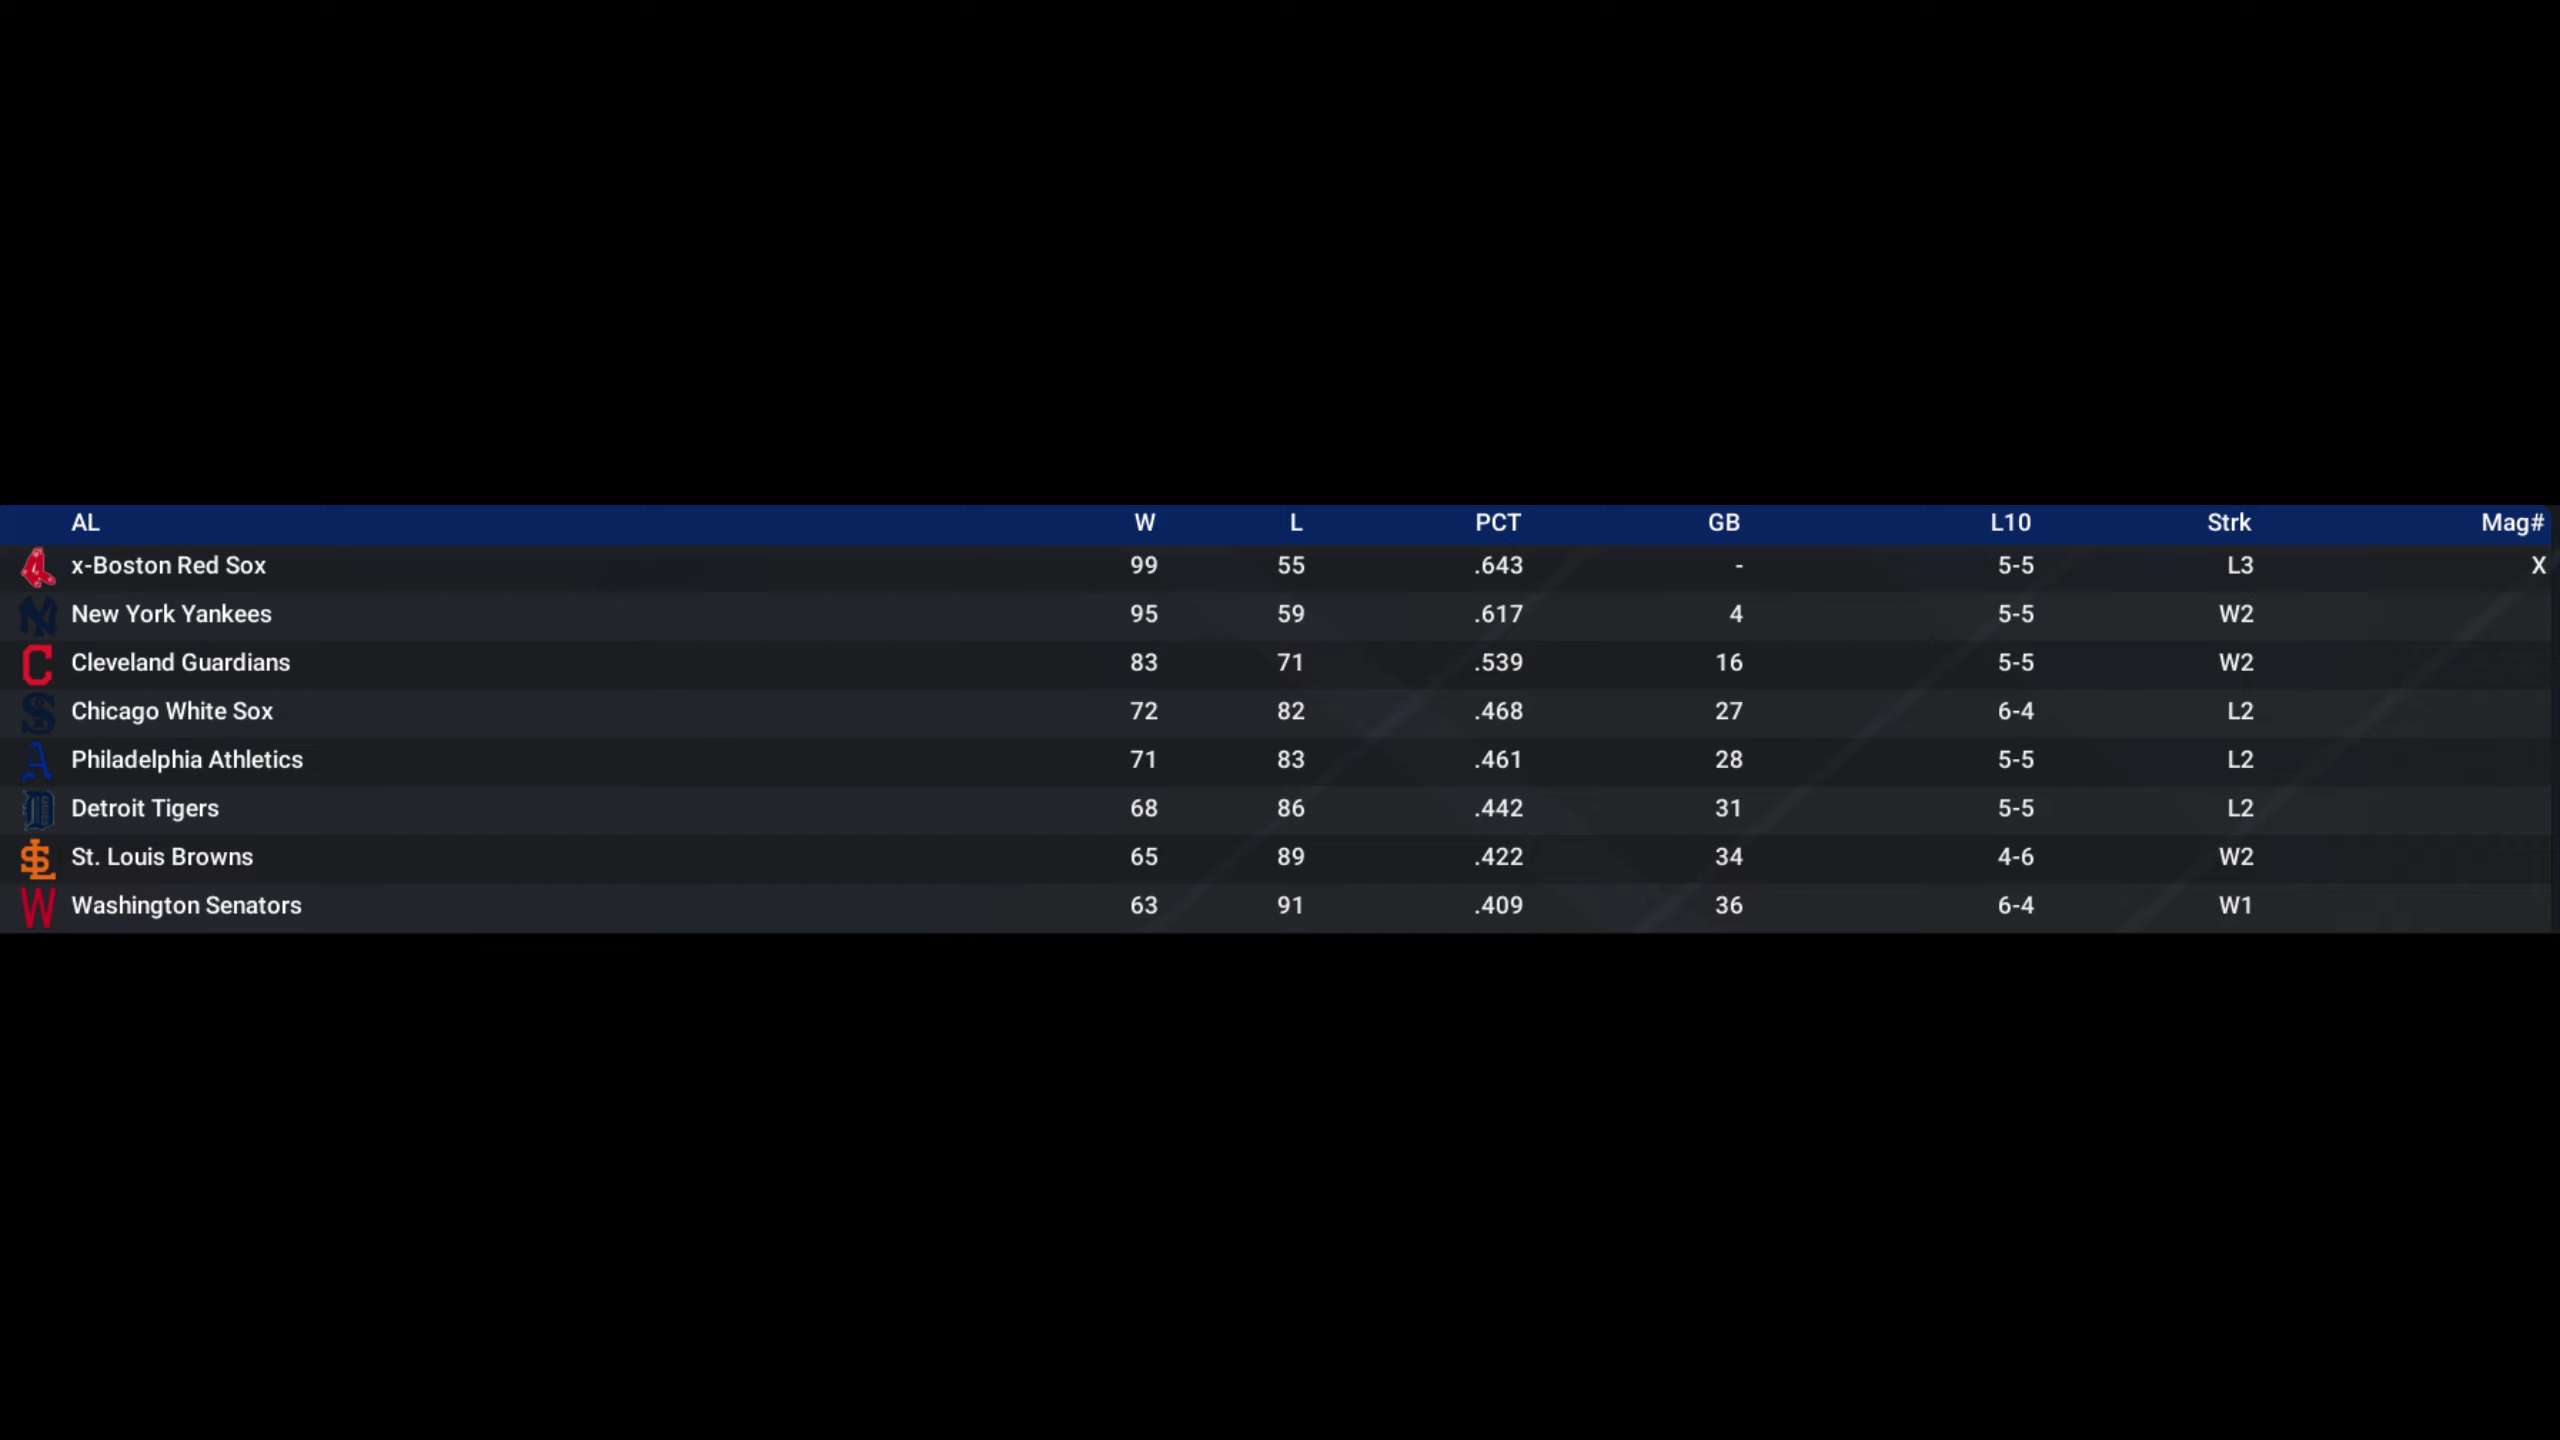 AL W L PCT GB L10 Strk Mag#
x-Boston Red Sox 99 55 .643 - 5-5 L3 X
New York Yankees 95 59 .617 4 5-5 W2
Cleveland Guardians 83 71 .539 16 5-5 W2
Chicago White Sox 72 82 .468 27 6-4 L2
Philadelphia Athletics 71 83 .461 28 5-5 L2
Detroit Tigers 68 86 .442 31 5-5 L2
St. Louis Browns 65 89 .422 34 4-6 W2
Washington Senators 63 91 .409 36 6-4 W1